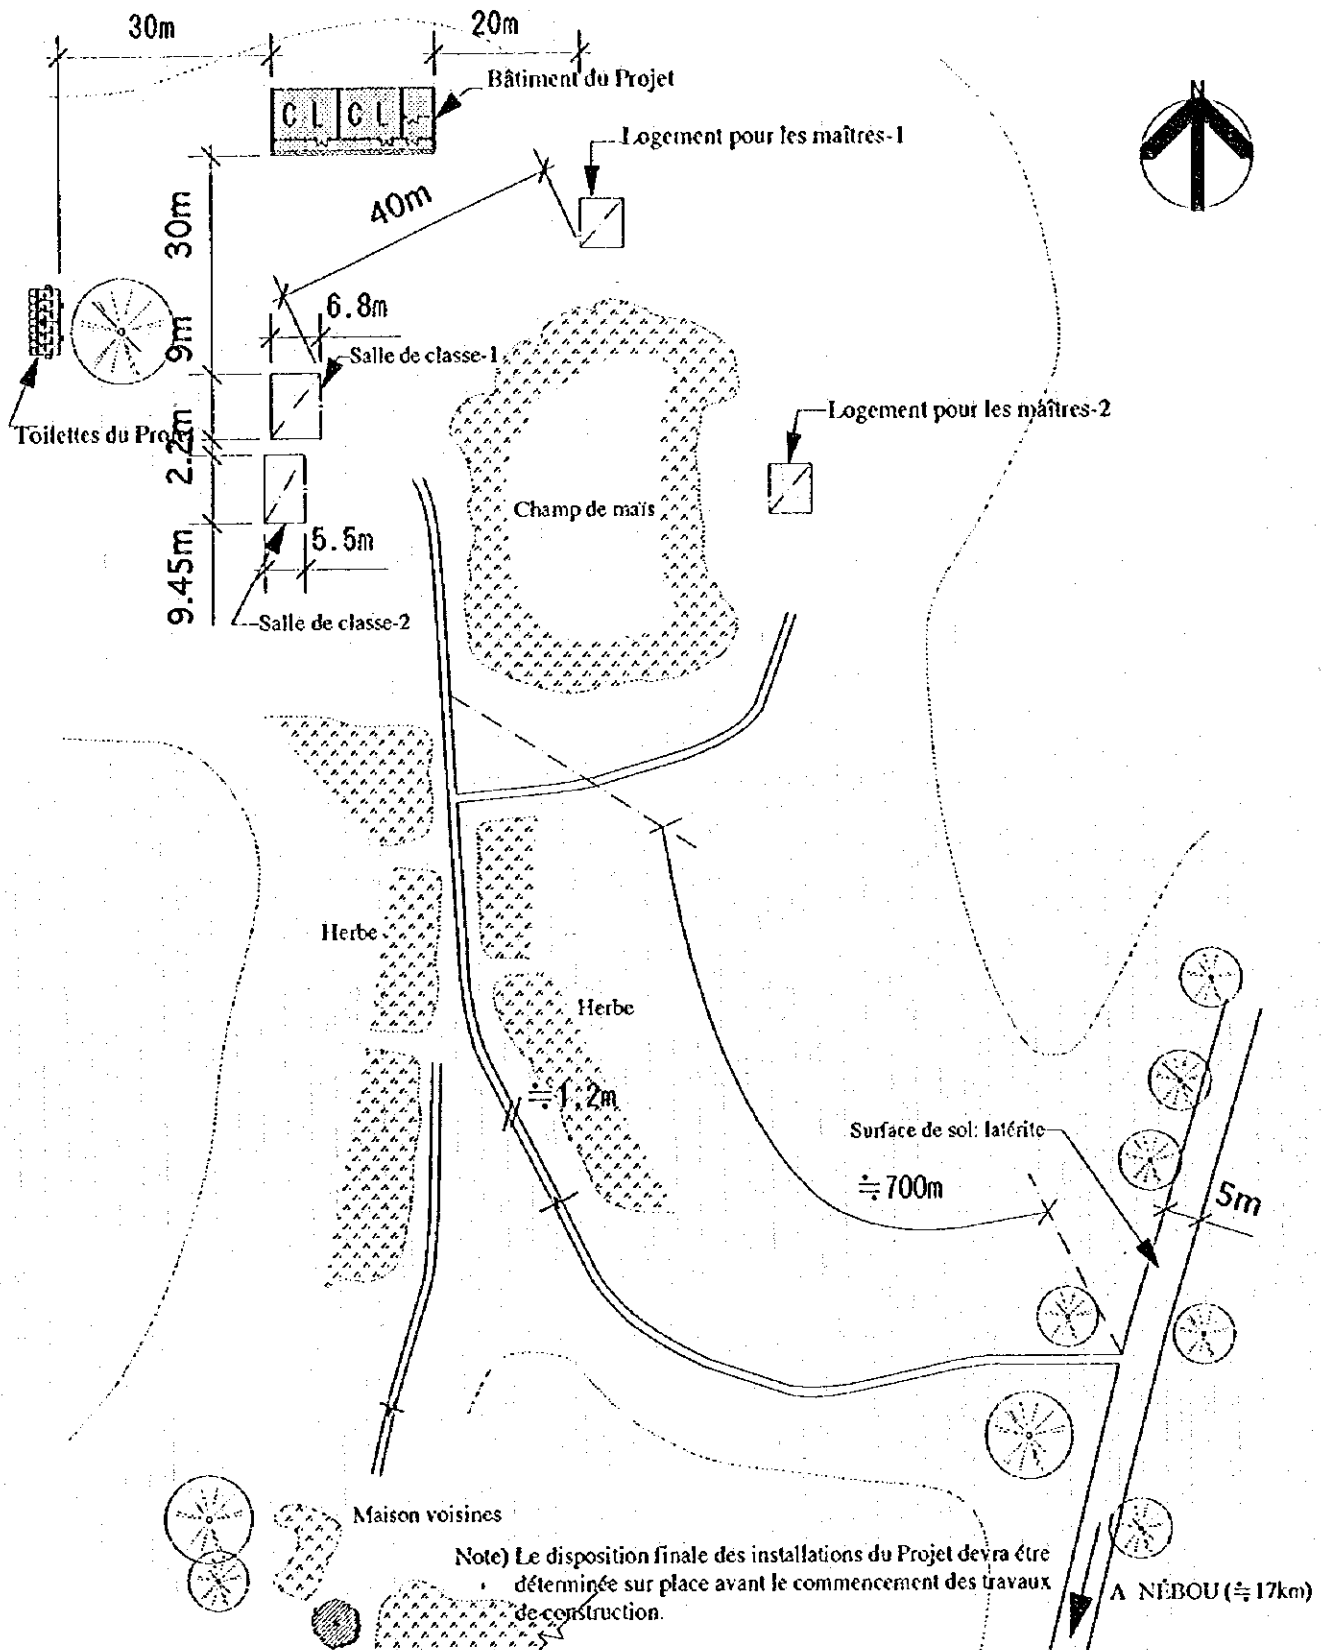 30m
20m
N
Bâtiment du Projet
C L C L
Logement pour les maîtres-1
40m
30m
6.8m
9m
Salle de classe-1
Logement pour les maîtres-2
Toilettes du Projet
2.2m
Champ de maïs
5.5m
9.45m
Salle de classe-2
Herbe
Herbe
≒1.2m
Surface de sol: latérite
≒700m
5m
Maison voisines
Note) Le disposition finale des installations du Projet devra étre
déterminée sur place avant le commencement des travaux
de construction.
A NÉBOU (≒17km)